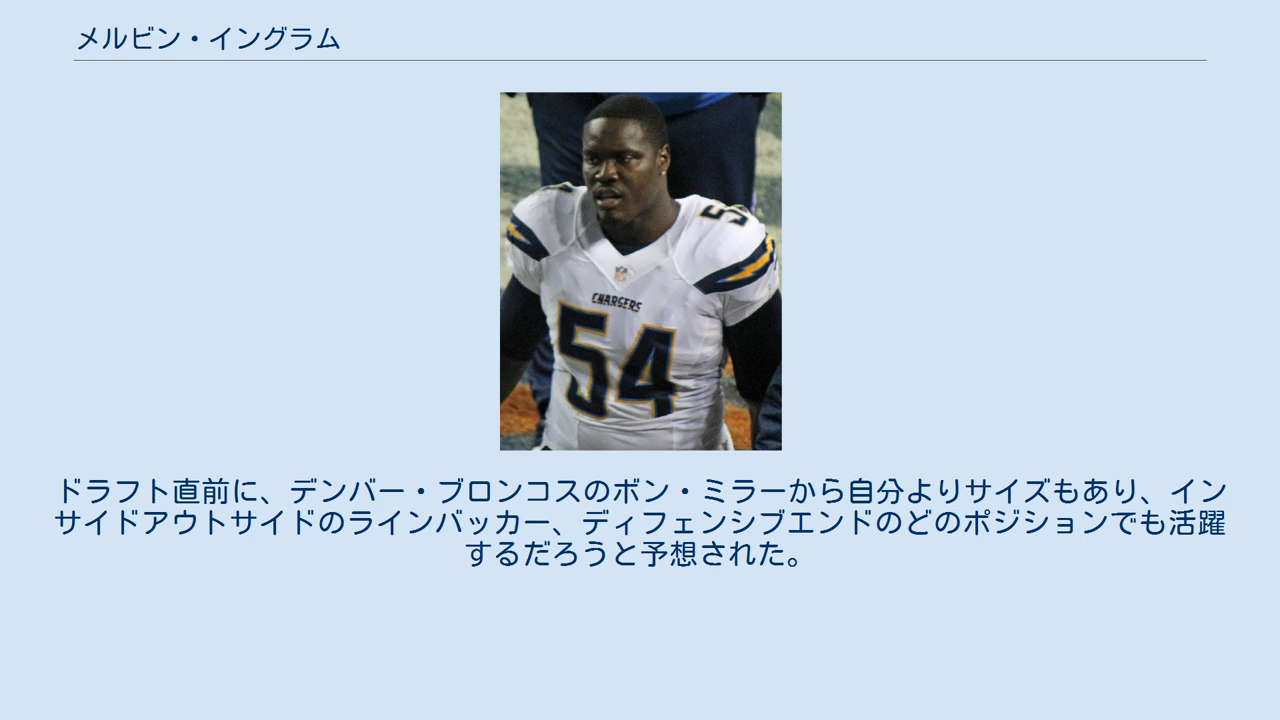 メルビン・イングラム
5
CHARGERS
54
ドラフト直前に、デンバー・ブロンコスのボン・ミラーから自分よりサイズもあり、イン
サイドアウトサイドのラインバッカー、ディフェンシブエンドのどのポジションでも活躍
するだろうと予想された。